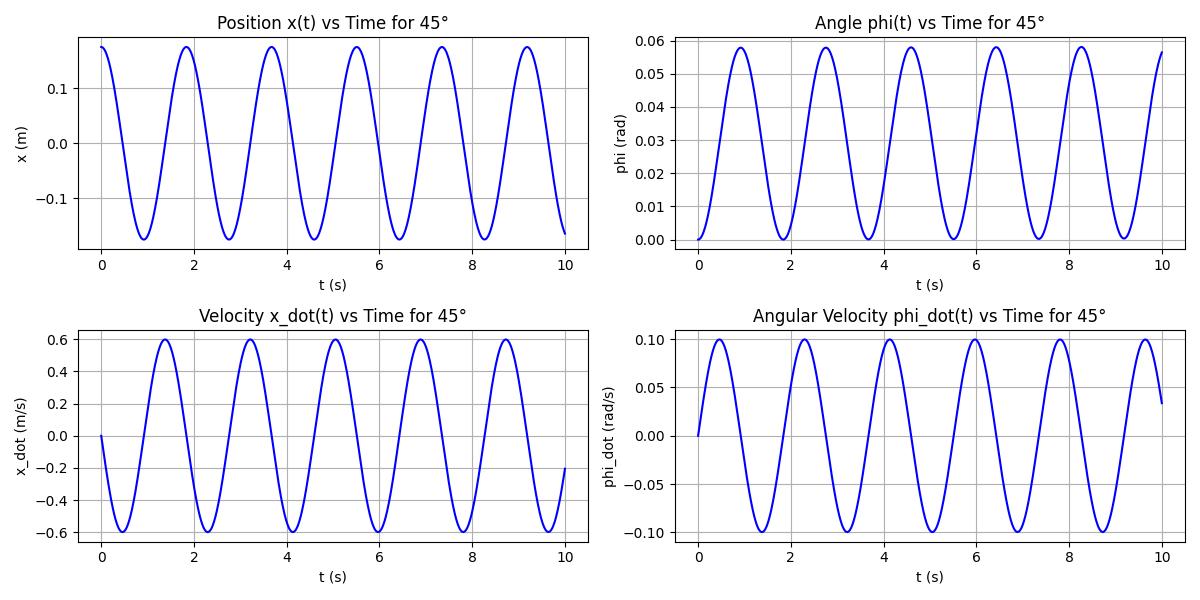 Position x(t) vs Time for 45°
x (m)
0.1
0.0
−0.1
0 2 4 6 8 10
t (s)
Angle phi(t) vs Time for 45°
phi (rad)
0.06
0.05
0.04
0.03
0.02
0.01
0.00
0 2 4 6 8 10
t (s)
Velocity x_dot(t) vs Time for 45°
x_dot (m/s)
0.6
0.4
0.2
0.0
−0.2
−0.4
−0.6
0 2 4 6 8 10
t (s)
Angular Velocity phi_dot(t) vs Time for 45°
phi_dot (rad/s)
0.10
0.05
0.00
−0.05
−0.10
0 2 4 6 8 10
t (s)